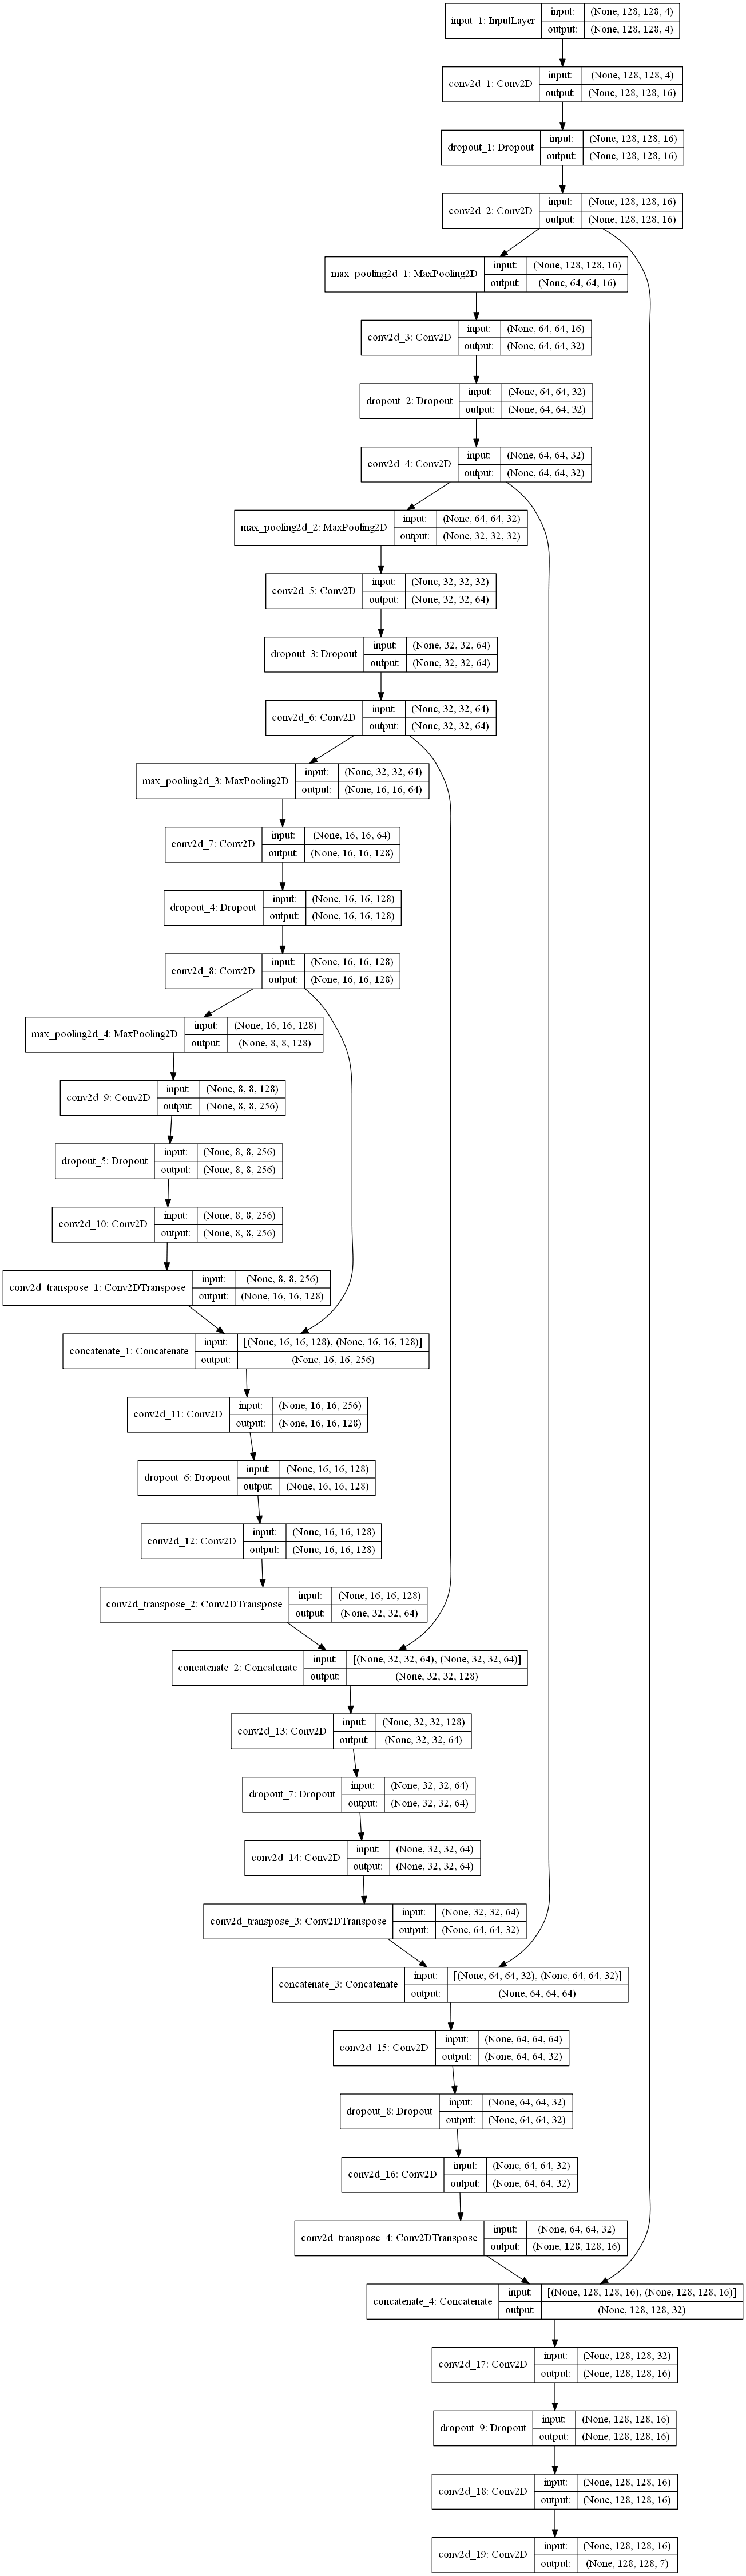 input_1: InputLayer
input: (None, 128, 128, 4)
output: (None, 128, 128, 4)
conv2d_1: Conv2D
input: (None, 128, 128, 4)
output: (None, 128, 128, 16)
dropout_1: Dropout
input: (None, 128, 128, 16)
output: (None, 128, 128, 16)
conv2d_2: Conv2D
input: (None, 128, 128, 16)
output: (None, 128, 128, 16)
max_pooling2d_1: MaxPooling2D
input: (None, 128, 128, 16)
output: (None, 64, 64, 16)
conv2d_3: Conv2D
input: (None, 64, 64, 16)
output: (None, 64, 64, 32)
dropout_2: Dropout
input: (None, 64, 64, 32)
output: (None, 64, 64, 32)
conv2d_4: Conv2D
input: (None, 64, 64, 32)
output: (None, 64, 64, 32)
max_pooling2d_2: MaxPooling2D
input: (None, 64, 64, 32)
output: (None, 32, 32, 32)
conv2d_5: Conv2D
input: (None, 32, 32, 32)
output: (None, 32, 32, 64)
dropout_3: Dropout
input: (None, 32, 32, 64)
output: (None, 32, 32, 64)
conv2d_6: Conv2D
input: (None, 32, 32, 64)
output: (None, 32, 32, 64)
max_pooling2d_3: MaxPooling2D
input: (None, 32, 32, 64)
output: (None, 16, 16, 64)
conv2d_7: Conv2D
input: (None, 16, 16, 64)
output: (None, 16, 16, 128)
dropout_4: Dropout
input: (None, 16, 16, 128)
output: (None, 16, 16, 128)
conv2d_8: Conv2D
input: (None, 16, 16, 128)
output: (None, 16, 16, 128)
max_pooling2d_4: MaxPooling2D
input: (None, 16, 16, 128)
output: (None, 8, 8, 128)
conv2d_9: Conv2D
input: (None, 8, 8, 128)
output: (None, 8, 8, 256)
dropout_5: Dropout
input: (None, 8, 8, 256)
output: (None, 8, 8, 256)
conv2d_10: Conv2D
input: (None, 8, 8, 256)
output: (None, 8, 8, 256)
conv2d_transpose_1: Conv2DTranspose
input: (None, 8, 8, 256)
output: (None, 16, 16, 128)
concatenate_1: Concatenate
input: [(None, 16, 16, 128), (None, 16, 16, 128)]
output: (None, 16, 16, 256)
conv2d_11: Conv2D
input: (None, 16, 16, 256)
output: (None, 16, 16, 128)
dropout_6: Dropout
input: (None, 16, 16, 128)
output: (None, 16, 16, 128)
conv2d_12: Conv2D
input: (None, 16, 16, 128)
output: (None, 16, 16, 128)
conv2d_transpose_2: Conv2DTranspose
input: (None, 16, 16, 128)
output: (None, 32, 32, 64)
concatenate_2: Concatenate
input: [(None, 32, 32, 64), (None, 32, 32, 64)]
output: (None, 32, 32, 128)
conv2d_13: Conv2D
input: (None, 32, 32, 128)
output: (None, 32, 32, 64)
dropout_7: Dropout
input: (None, 32, 32, 64)
output: (None, 32, 32, 64)
conv2d_14: Conv2D
input: (None, 32, 32, 64)
output: (None, 32, 32, 64)
conv2d_transpose_3: Conv2DTranspose
input: (None, 32, 32, 64)
output: (None, 64, 64, 32)
concatenate_3: Concatenate
input: [(None, 64, 64, 32), (None, 64, 64, 32)]
output: (None, 64, 64, 64)
conv2d_15: Conv2D
input: (None, 64, 64, 64)
output: (None, 64, 64, 32)
dropout_8: Dropout
input: (None, 64, 64, 32)
output: (None, 64, 64, 32)
conv2d_16: Conv2D
input: (None, 64, 64, 32)
output: (None, 64, 64, 32)
conv2d_transpose_4: Conv2DTranspose
input: (None, 64, 64, 32)
output: (None, 128, 128, 16)
concatenate_4: Concatenate
input: [(None, 128, 128, 16), (None, 128, 128, 16)]
output: (None, 128, 128, 32)
conv2d_17: Conv2D
input: (None, 128, 128, 32)
output: (None, 128, 128, 16)
dropout_9: Dropout
input: (None, 128, 128, 16)
output: (None, 128, 128, 16)
conv2d_18: Conv2D
input: (None, 128, 128, 16)
output: (None, 128, 128, 16)
conv2d_19: Conv2D
input: (None, 128, 128, 16)
output: (None, 128, 128, 7)